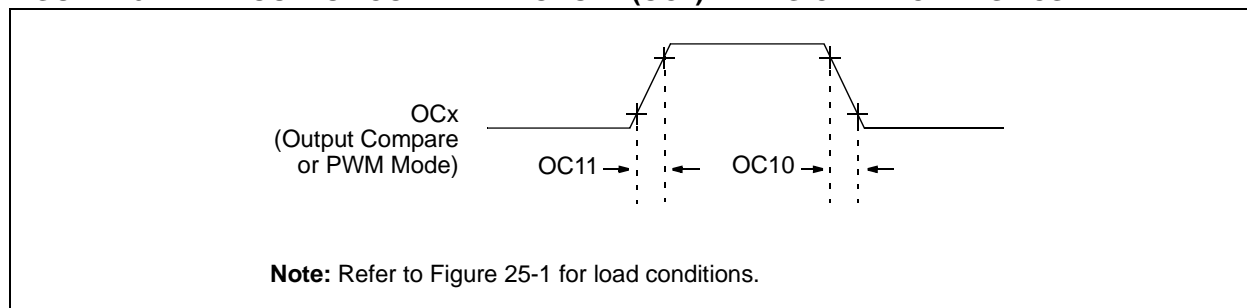 OCx
(Output Compare
or PWM Mode)
OC11
OC10
Note: Refer to Figure 25-1 for load conditions.